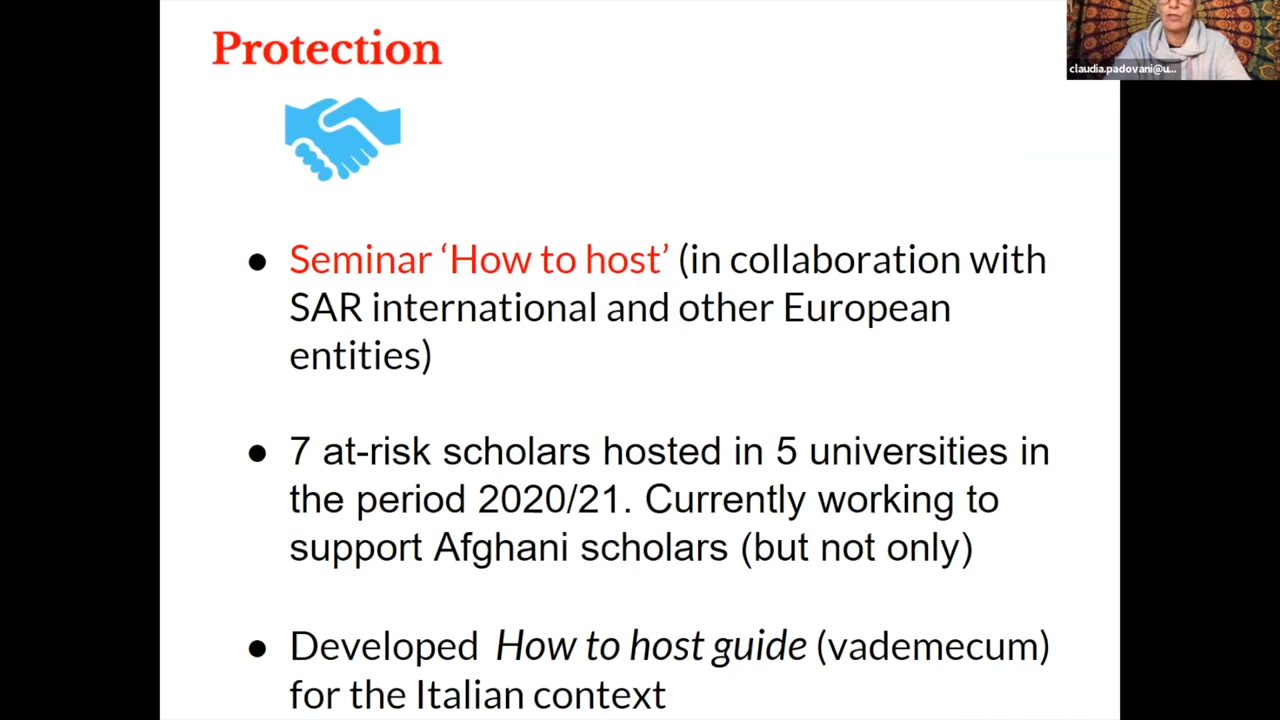 Protection
claudia.padovani@u...
● Seminar ‘How to host’ (in collaboration with
SAR international and other European
entities)
● 7 at-risk scholars hosted in 5 universities in
the period 2020/21. Currently working to
support Afghani scholars (but not only)
● Developed How to host guide (vademecum)
for the Italian context